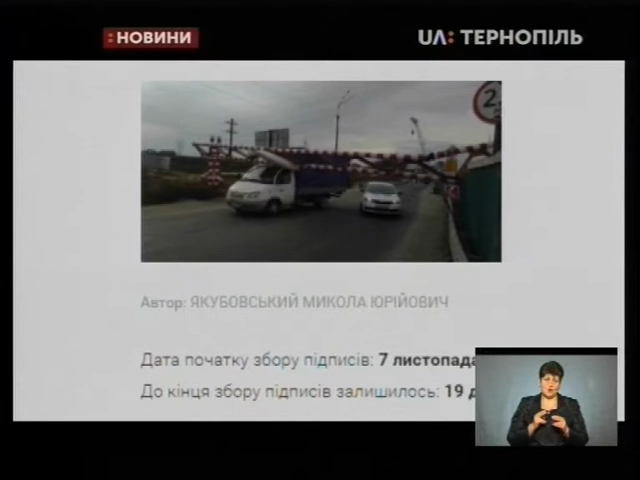 :НОВИНИ
UA: ТЕРНОПІЛЬ
2
Автор: ЯКУБОВСЬКИЙ МИКОЛА ЮРІЙОВИЧ
Дата початку збору підписів: 7 листопада
До кінця збору підписів залишилось: 19 д